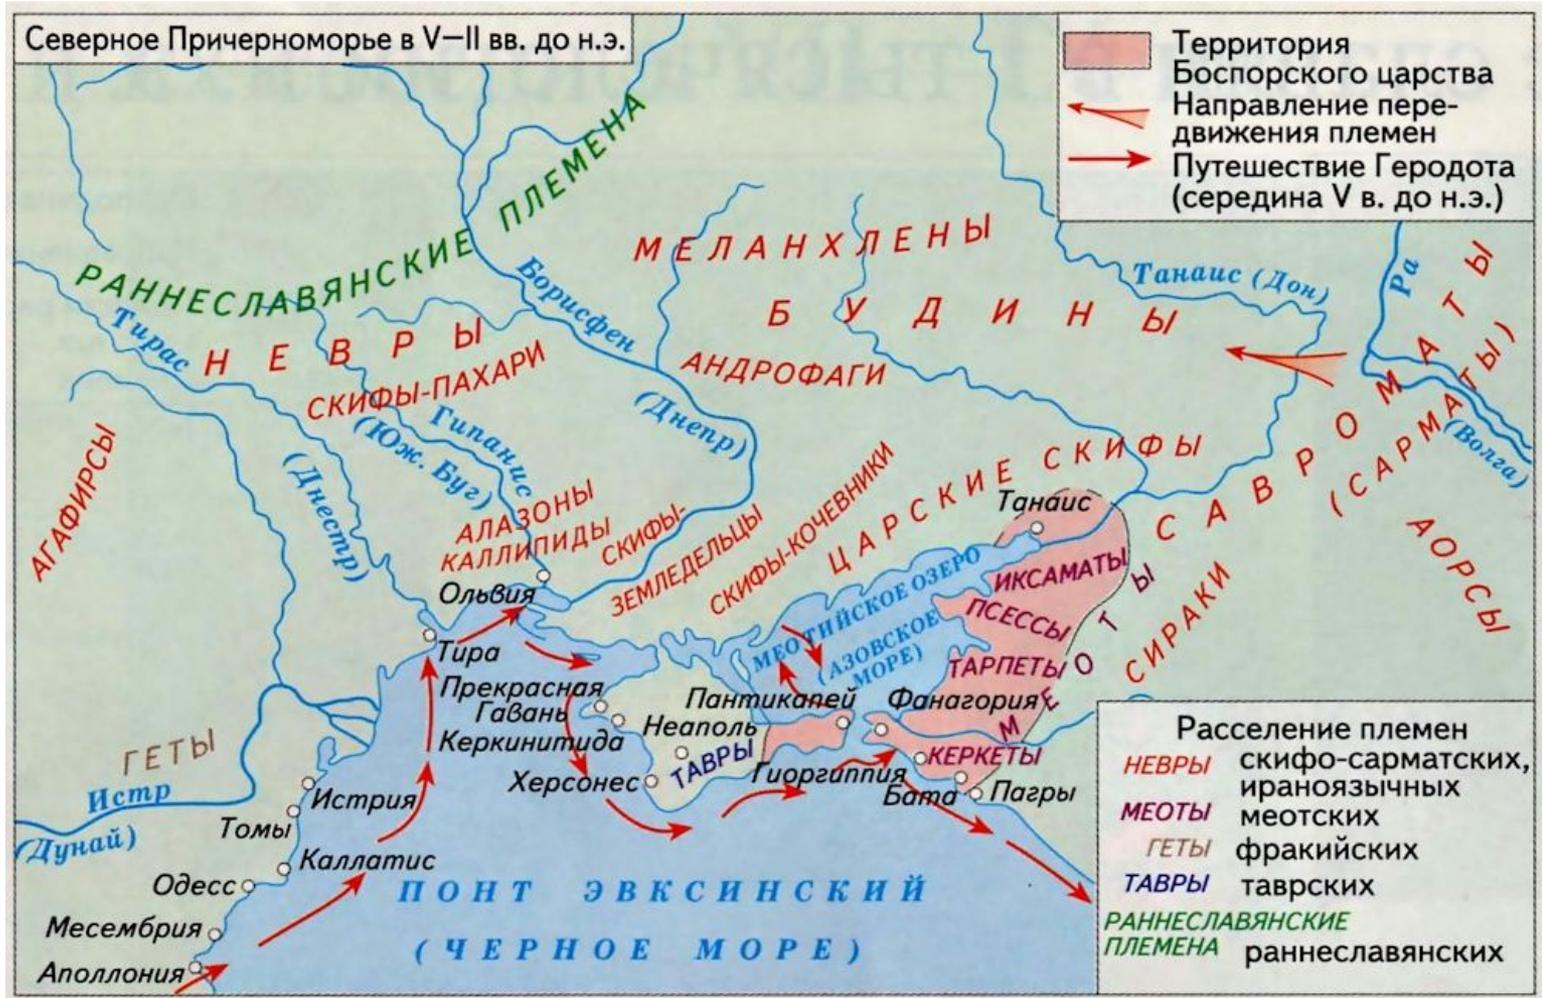 Северное Причерноморье в V–II вв. до н.э.
Территория
Боспорского царства
Направление пере-
движения племен
Путешествие Геродота
(середина V в. до н.э.)
РАННЕСЛАВЯНСКИЕ ПЛЕМЕНА
МЕЛАНХЛЕНЫ
БУДИНЫ
АНДРОФАГИ
НЕВРЫ
СКИФЫ-ПАХАРИ
АГАФИРСЫ
АЛАЗОНЫ
КАЛЛИПИДЫ
СКИФЫ-
ЗЕМЛЕДЕЛЬЦЫ
СКИФЫ-КОЧЕВНИКИ
ЦАРСКИЕ СКИФЫ
САВРОМАТЫ
(САРМАТЫ)
АОРСЫ
СИРАКИ
МЕОТЫ
ИКСАМАТЫ
ПСЕССЫ
ТАРПЕТЫ
КЕРКЕТЫ
ТАВРЫ
ГЕТЫ
Тирас
(Днестр)
Гипанис
(Юж. Буг)
Борисфен
(Днепр)
Танаис (Дон)
Ра
(Волга)
Истр
(Дунай)
МЕОТИЙСКОЕ ОЗЕРО
(АЗОВСКОЕ
МОРЕ)
ПОНТ ЭВКСИНСКИЙ
(ЧЕРНОЕ МОРЕ)
Танаис
Ольвия
Тира
Прекрасная
Гавань
Керкинитида
Неаполь
Херсонес
Пантикапей
Фанагория
Гиоргиппия
Бата
Пагры
Истрия
Томы
Каллатис
Одесс
Месембрия
Аполлония
Расселение племен
НЕВРЫ скифо-сарматских,
ираноязычных
МЕОТЫ меотских
ГЕТЫ фракийских
ТАВРЫ таврских
РАННЕСЛАВЯНСКИЕ
ПЛЕМЕНА раннеславянских